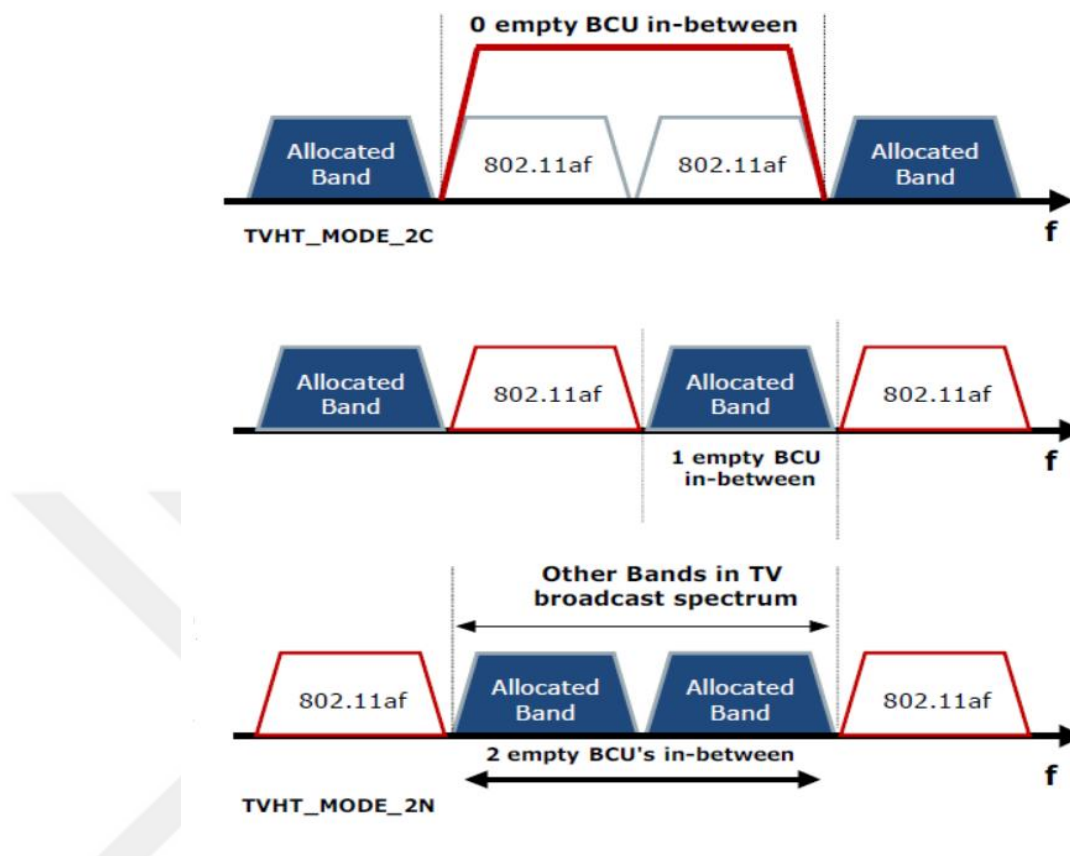 0 empty BCU in-between
Allocated
Band
802.11af
802.11af
Allocated
Band
TVHT_MODE_2C
f
Allocated
Band
802.11af
Allocated
Band
802.11af
1 empty BCU
in-between
f
Other Bands in TV
broadcast spectrum
802.11af
Allocated
Band
Allocated
Band
802.11af
2 empty BCU's in-between
f
TVHT_MODE_2N